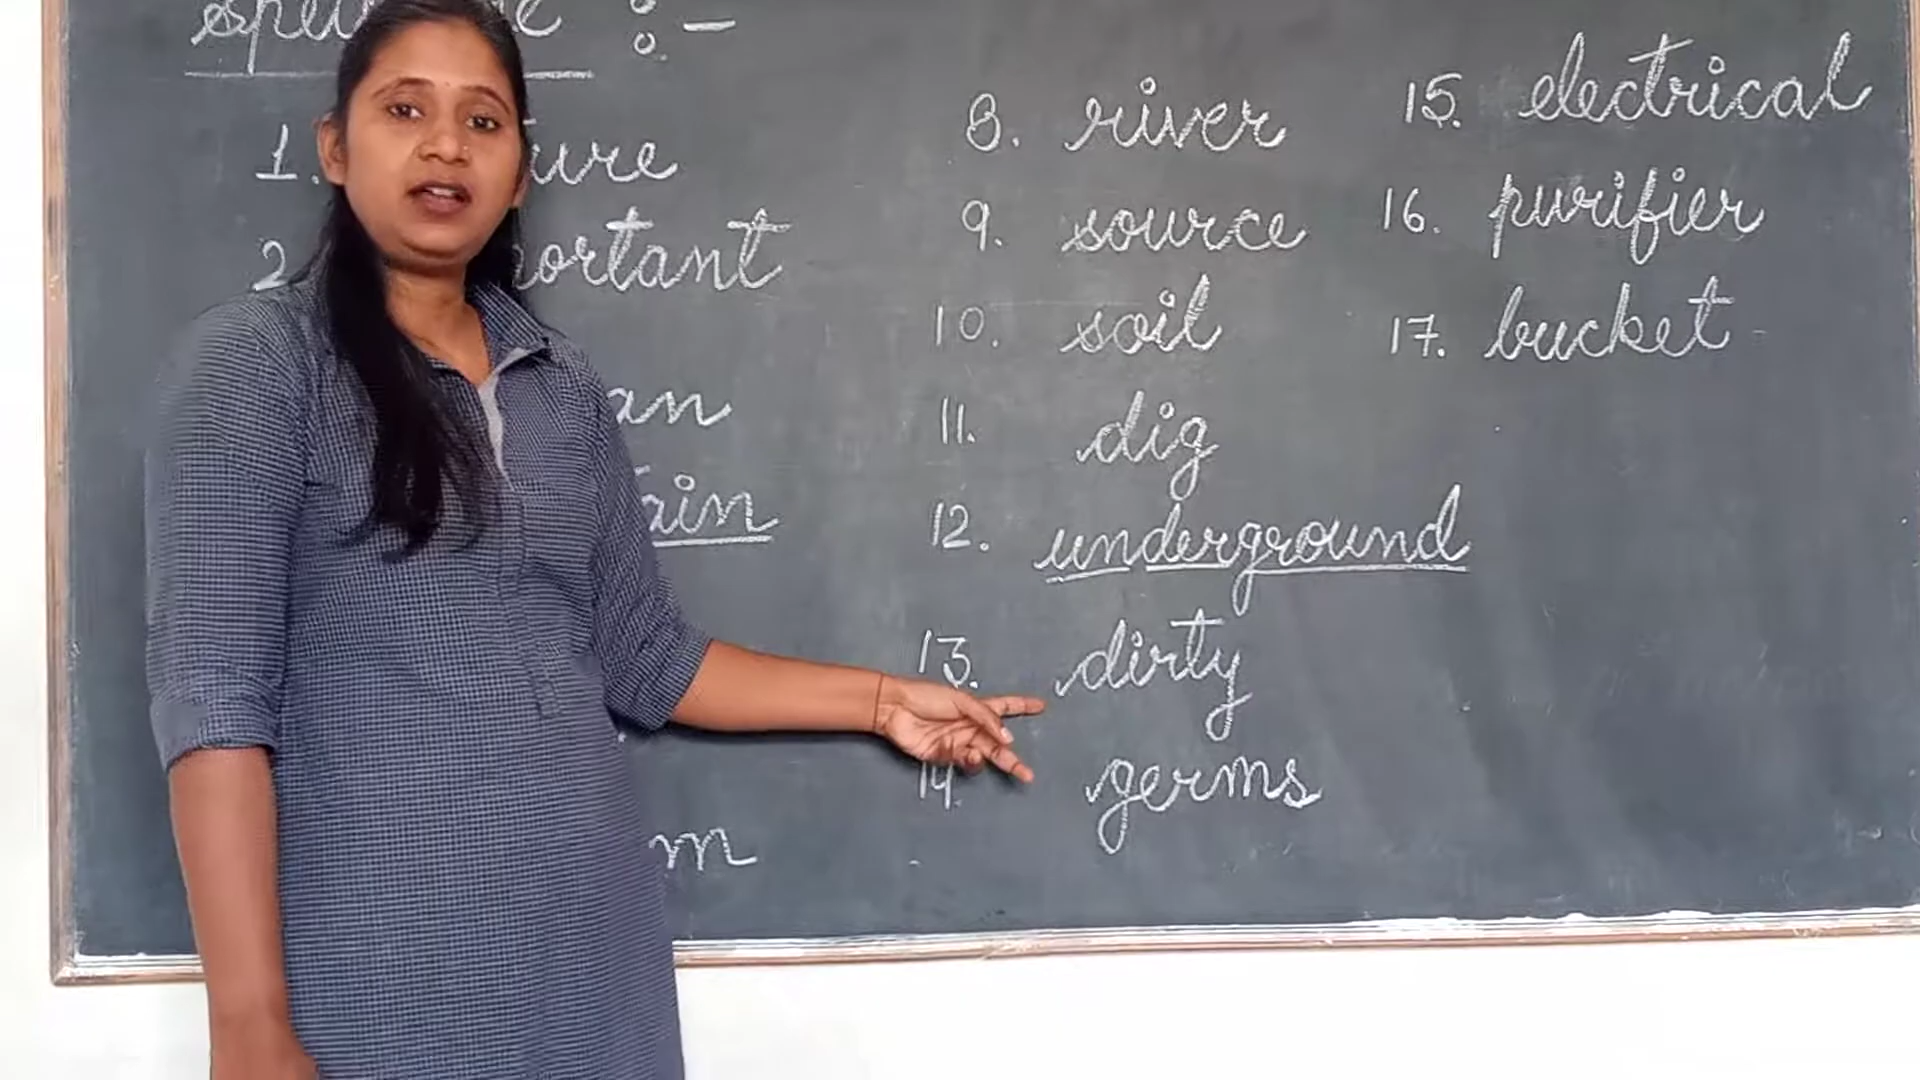 :-
1.
2
8. river
9. source
10. soil
11. dig
12. underground
13. dirty
14. germs
15. electrical
16. purifier
17. bucket